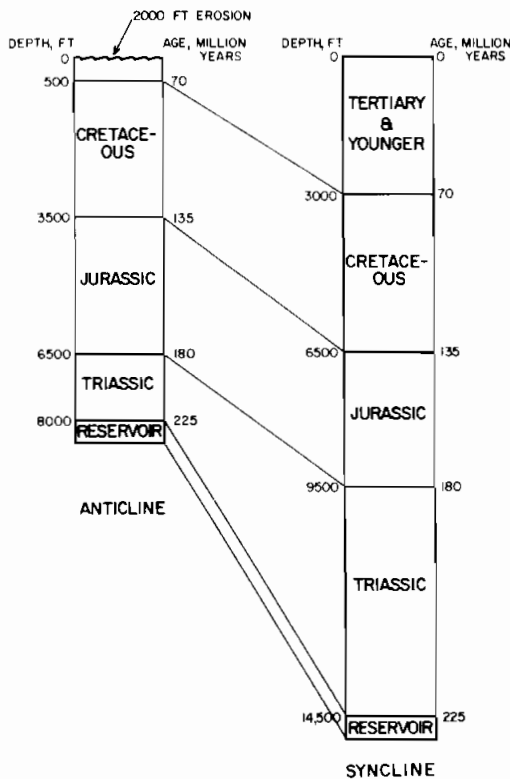 2000 FT EROSION
DEPTH, FT
AGE, MILLION
YEARS
0
500
70
CRETACE-
OUS
3500
135
JURASSIC
6500
180
TRIASSIC
8000
225
RESERVOIR
ANTICLINE
DEPTH, FT
AGE, MILLION
YEARS
0
0
TERTIARY
&
YOUNGER
3000
70
CRETACE-
OUS
6500
135
JURASSIC
9500
180
TRIASSIC
14,500
225
RESERVOIR
SYNCLINE